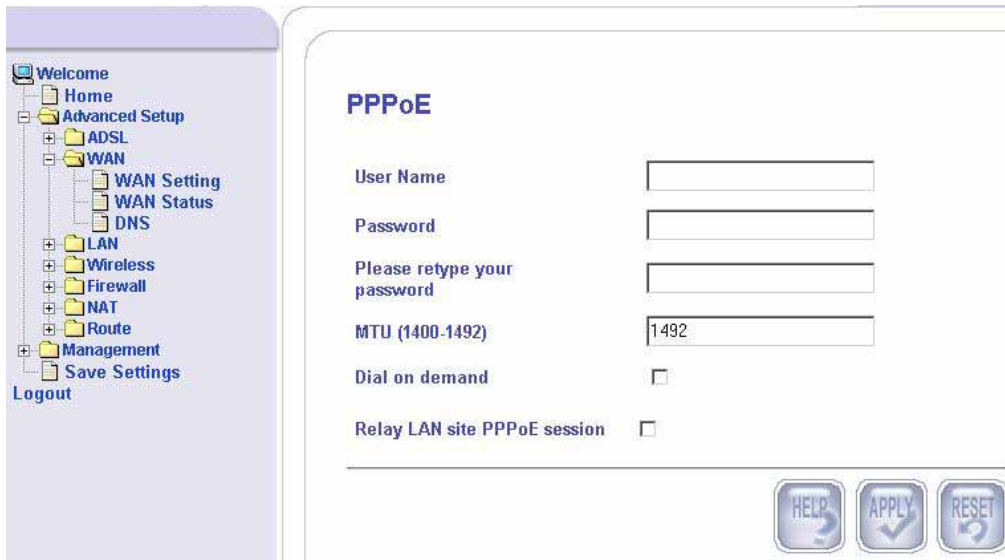 Welcome
Home
Advanced Setup
ADSL
WAN
WAN Setting
WAN Status
DNS
LAN
Wireless
Firewall
NAT
Route
Management
Save Settings
Logout
PPPoE
User Name
Password
Please retype your
password
MTU (1400-1492)
1492
Dial on demand
Relay LAN site PPPoE session
HELP
APPLY
RESET